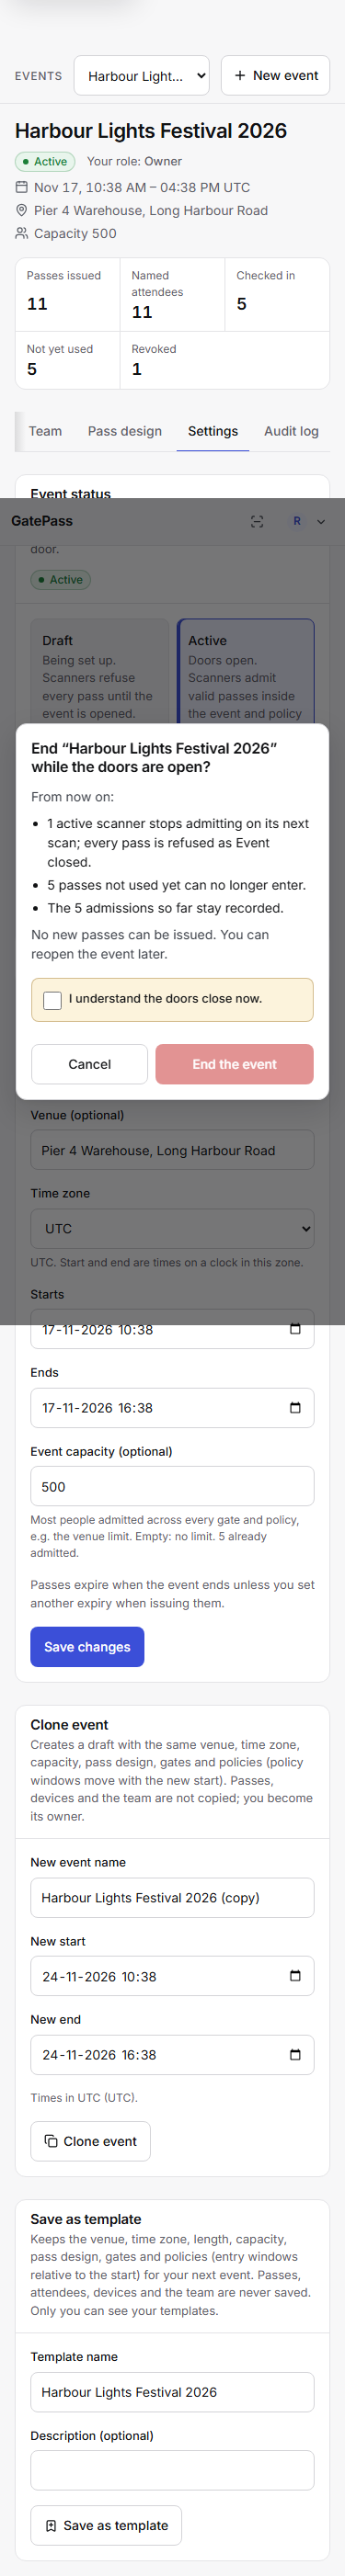 EVENTS
Harbour Light...
New event
Harbour Lights Festival 2026
Active
Your role: Owner
Nov 17, 10:38 AM – 04:38 PM UTC
Pier 4 Warehouse, Long Harbour Road
Capacity 500
Passes issued
11
Named
attendees
11
Checked in
5
Not yet used
5
Revoked
1
Team
Pass design
Settings
Audit log
Event status
GatePass
R
door.
Active
Draft
Being set up.
Scanners refuse
every pass until the
event is opened.
Active
Doors open.
Scanners admit
valid passes inside
the event and policy
End “Harbour Lights Festival 2026”
while the doors are open?
From now on:
• 1 active scanner stops admitting on its next
scan; every pass is refused as Event
closed.
• 5 passes not used yet can no longer enter.
• The 5 admissions so far stay recorded.
No new passes can be issued. You can
reopen the event later.
I understand the doors close now.
Cancel
End the event
Venue (optional)
Pier 4 Warehouse, Long Harbour Road
Time zone
UTC
UTC. Start and end are times on a clock in this zone.
Starts
17-11-2026 10:38
Ends
17-11-2026 16:38
Event capacity (optional)
500
Most people admitted across every gate and policy,
e.g. the venue limit. Empty: no limit. 5 already
admitted.
Passes expire when the event ends unless you set
another expiry when issuing them.
Save changes
Clone event
Creates a draft with the same venue, time zone,
capacity, pass design, gates and policies (policy
windows move with the new start). Passes,
devices and the team are not copied; you become
its owner.
New event name
Harbour Lights Festival 2026 (copy)
New start
24-11-2026 10:38
New end
24-11-2026 16:38
Times in UTC (UTC).
Clone event
Save as template
Keeps the venue, time zone, length, capacity,
pass design, gates and policies (entry windows
relative to the start) for your next event. Passes,
attendees, devices and the team are never saved.
Only you can see your templates.
Template name
Harbour Lights Festival 2026
Description (optional)
Save as template